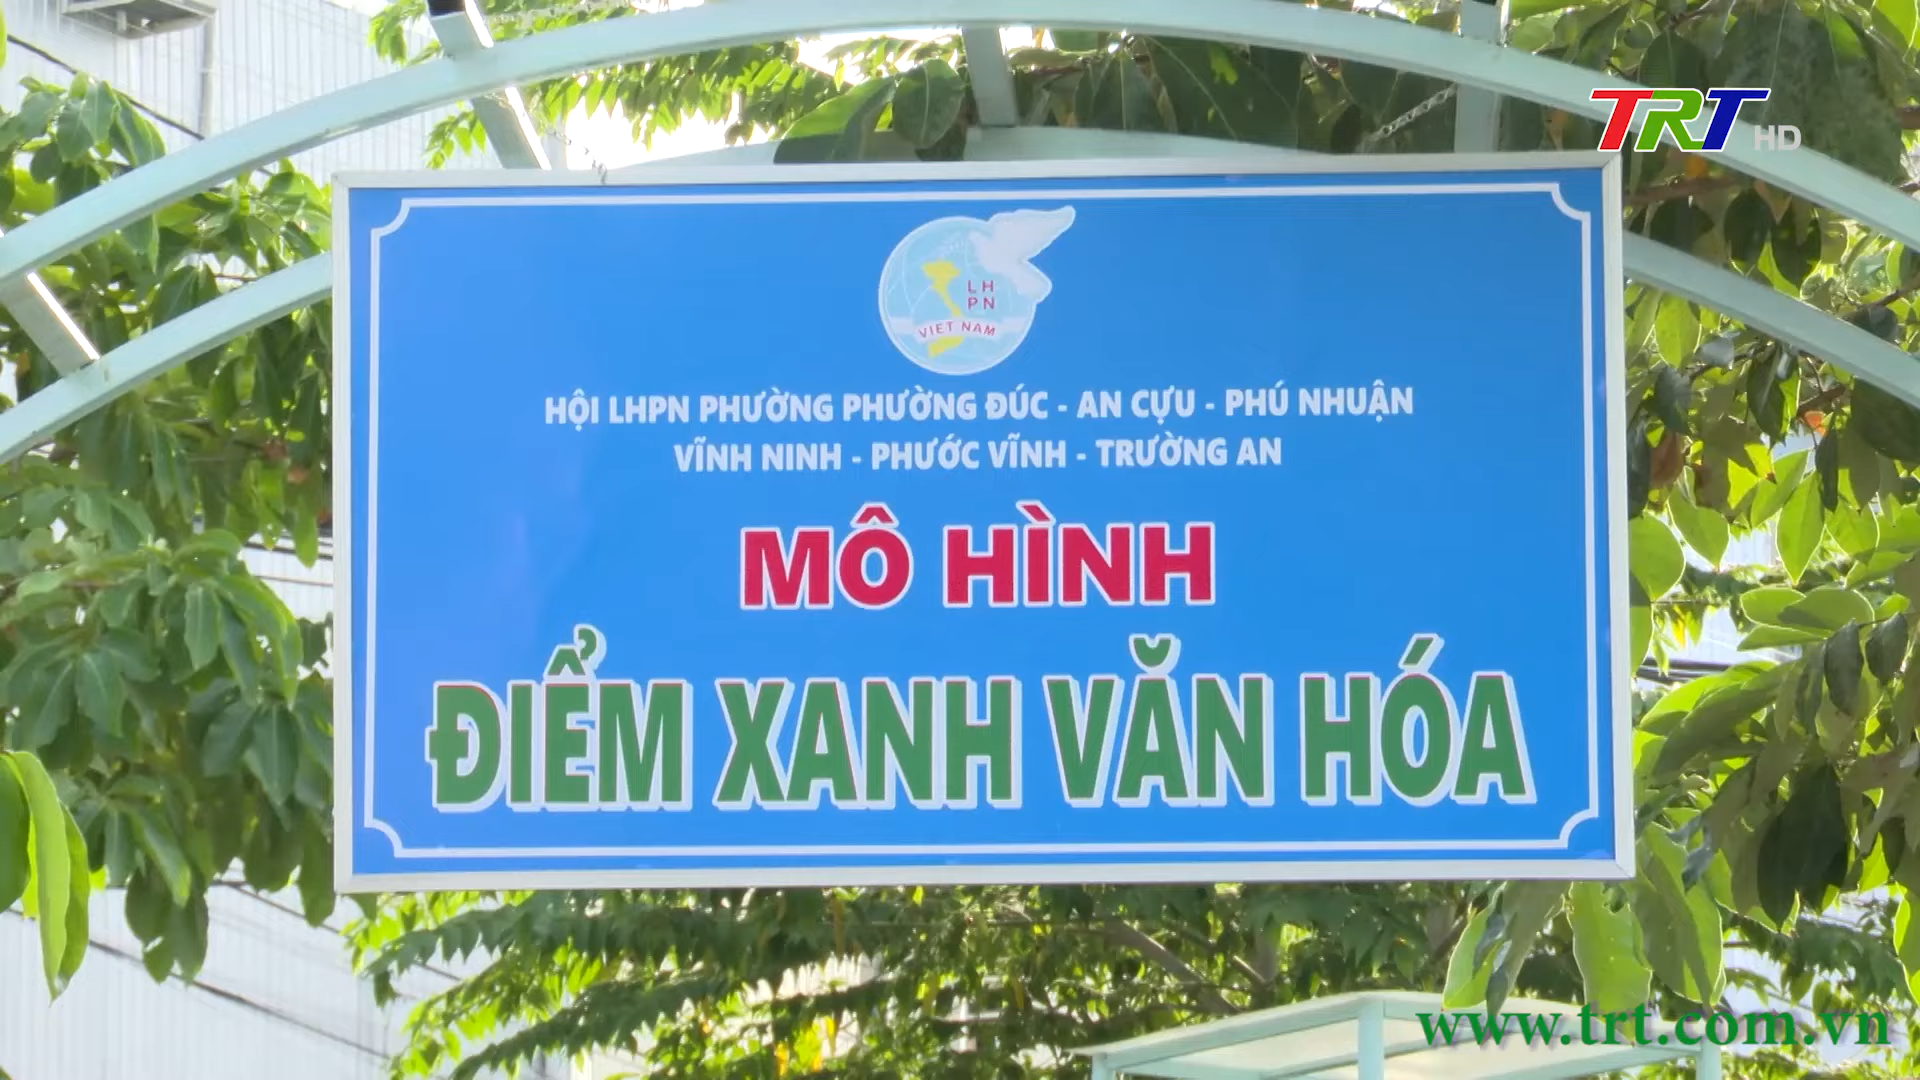 TRT HD
LH
PN
VIET NAM
HỘI LHPN PHƯỜNG PHƯỜNG ĐÚC - AN CỰU - PHÚ NHUẬN
VĨNH NINH - PHƯỚC VĨNH - TRƯỜNG AN
MÔ HÌNH
ĐIỂM XANH VĂN HÓA
www.trt.com.vn